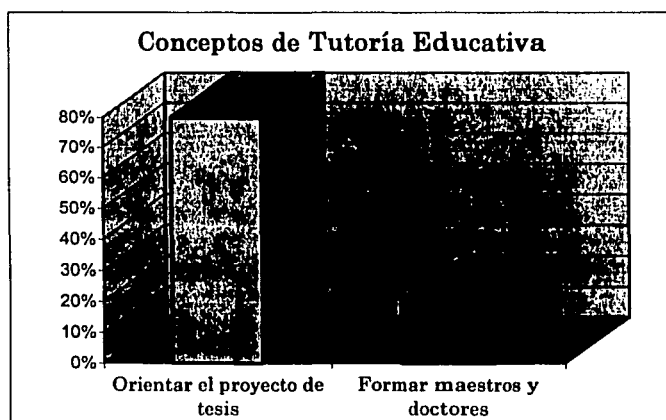 Conceptos de Tutoría Educativa
80%
70%
60%
50%
40%
30%
20%
10%
0%
Orientar el proyecto de
tesis
Formar maestros y
doctores